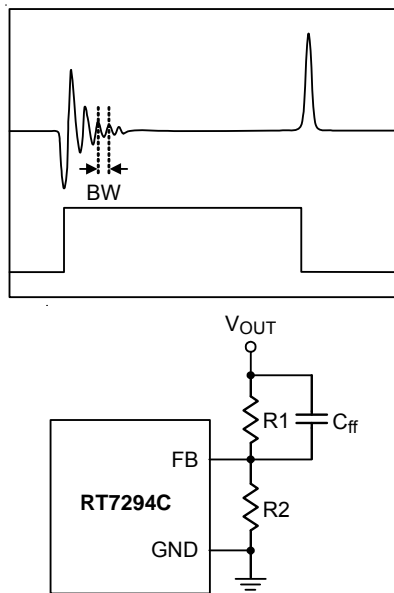 BW
VOUT
R1
Cff
FB
RT7294C
R2
GND